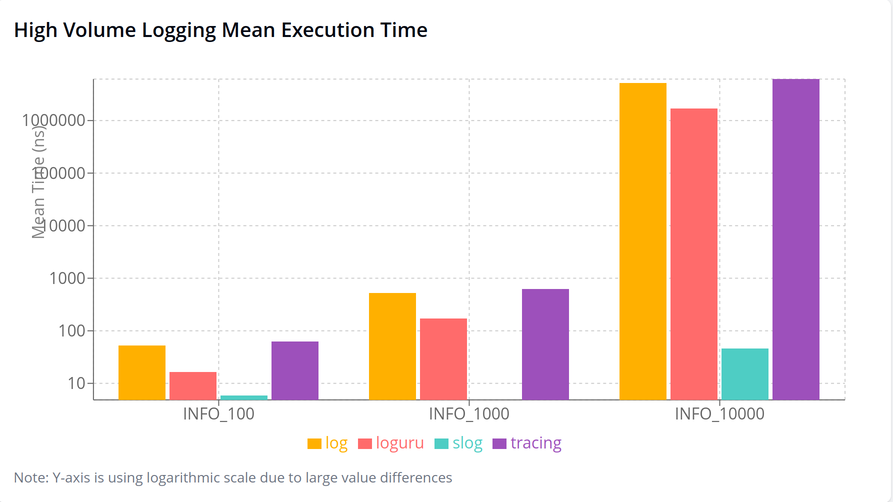 High Volume Logging Mean Execution Time
Mean Time (ns)
1000000
100000
10000
1000
100
10
INFO_100 INFO_1000 INFO_10000
log loguru slog tracing
Note: Y-axis is using logarithmic scale due to large value differences